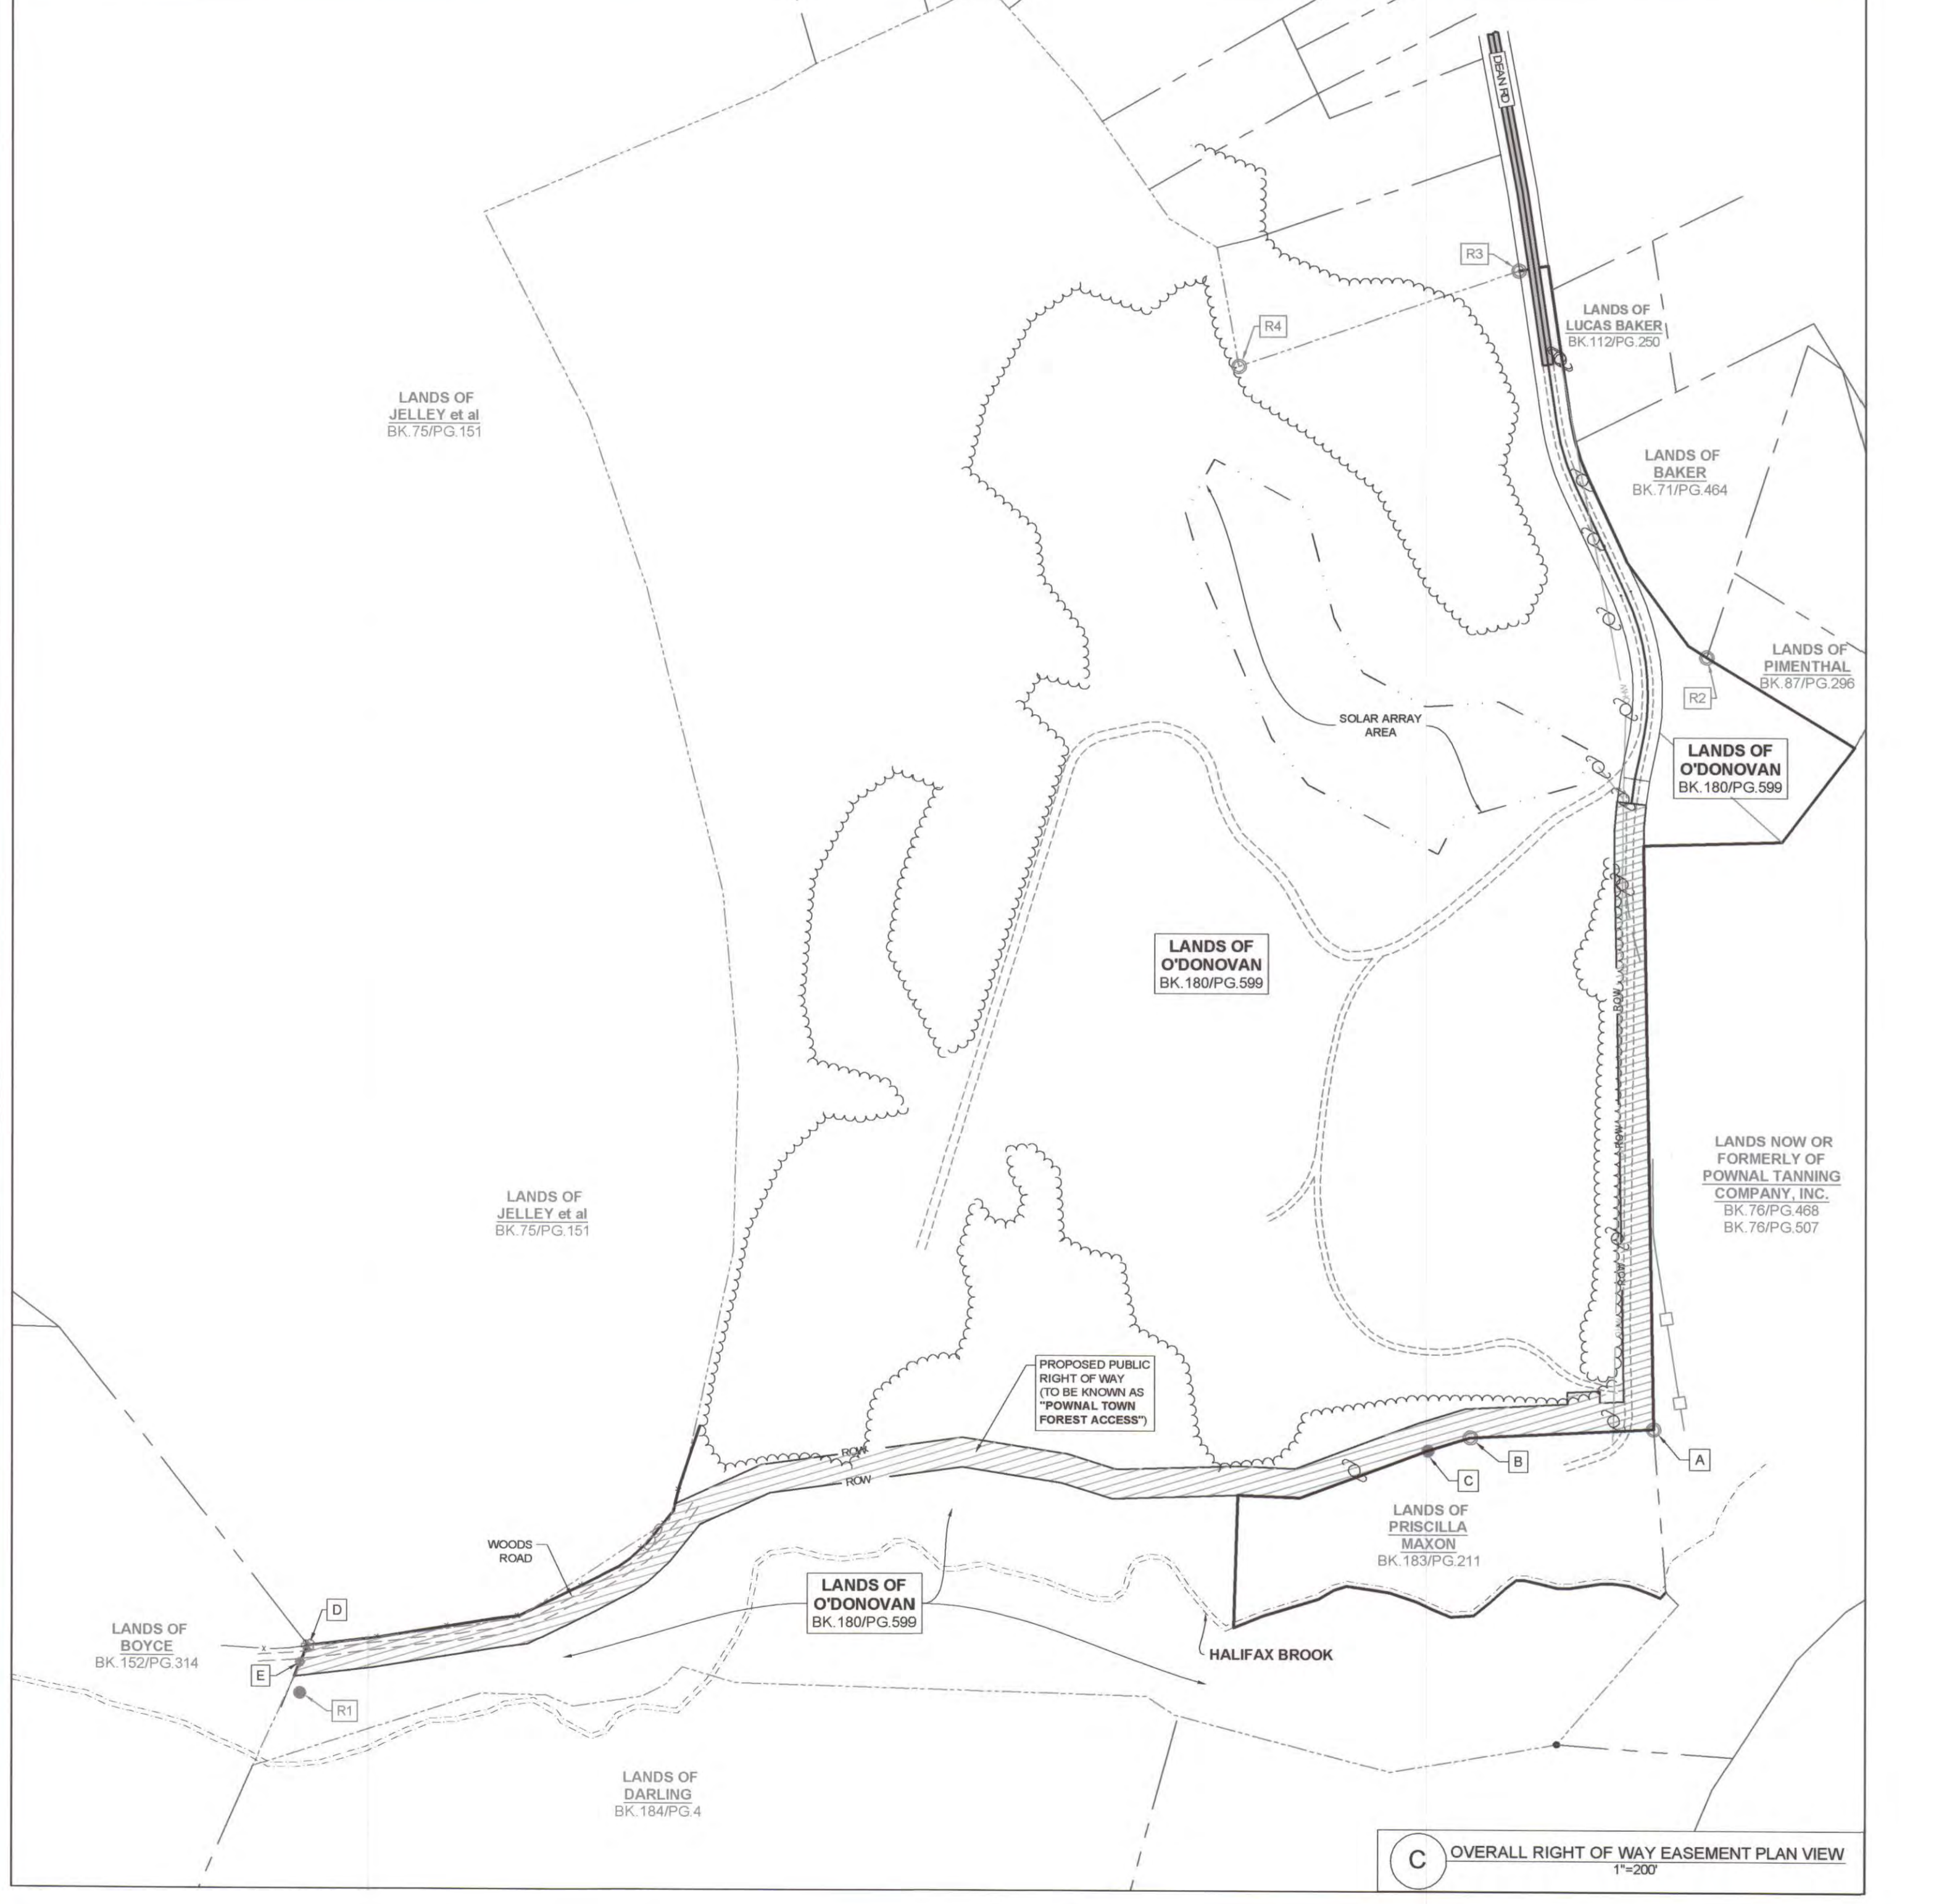 DEAN RD
R3
LANDS OF
LUCAS BAKER
BK.112/PG.250
R4
LANDS OF
JELLEY et al
BK.75/PG.151
LANDS OF
BAKER
BK.71/PG.464
LANDS OF
PIMENTHAL
BK.87/PG.296
R2
SOLAR ARRAY
AREA
LANDS OF
O'DONOVAN
BK.180/PG.599
LANDS OF
O'DONOVAN
BK.180/PG.599
ROW
ROW
LANDS NOW OR
FORMERLY OF
POWNAL TANNING
COMPANY, INC.
BK.76/PG.468
BK.76/PG.507
LANDS OF
JELLEY et al
BK.75/PG.151
ROW
PROPOSED PUBLIC
RIGHT OF WAY
(TO BE KNOWN AS
"POWNAL TOWN
FOREST ACCESS")
ROW
ROW
A
B
C
LANDS OF
PRISCILLA
MAXON
BK.183/PG.211
WOODS
ROAD
LANDS OF
O'DONOVAN
BK.180/PG.599
D
LANDS OF
BOYCE
BK.152/PG.314
x
E
HALIFAX BROOK
R1
LANDS OF
DARLING
BK.184/PG.4
C
OVERALL RIGHT OF WAY EASEMENT PLAN VIEW
1"=200'